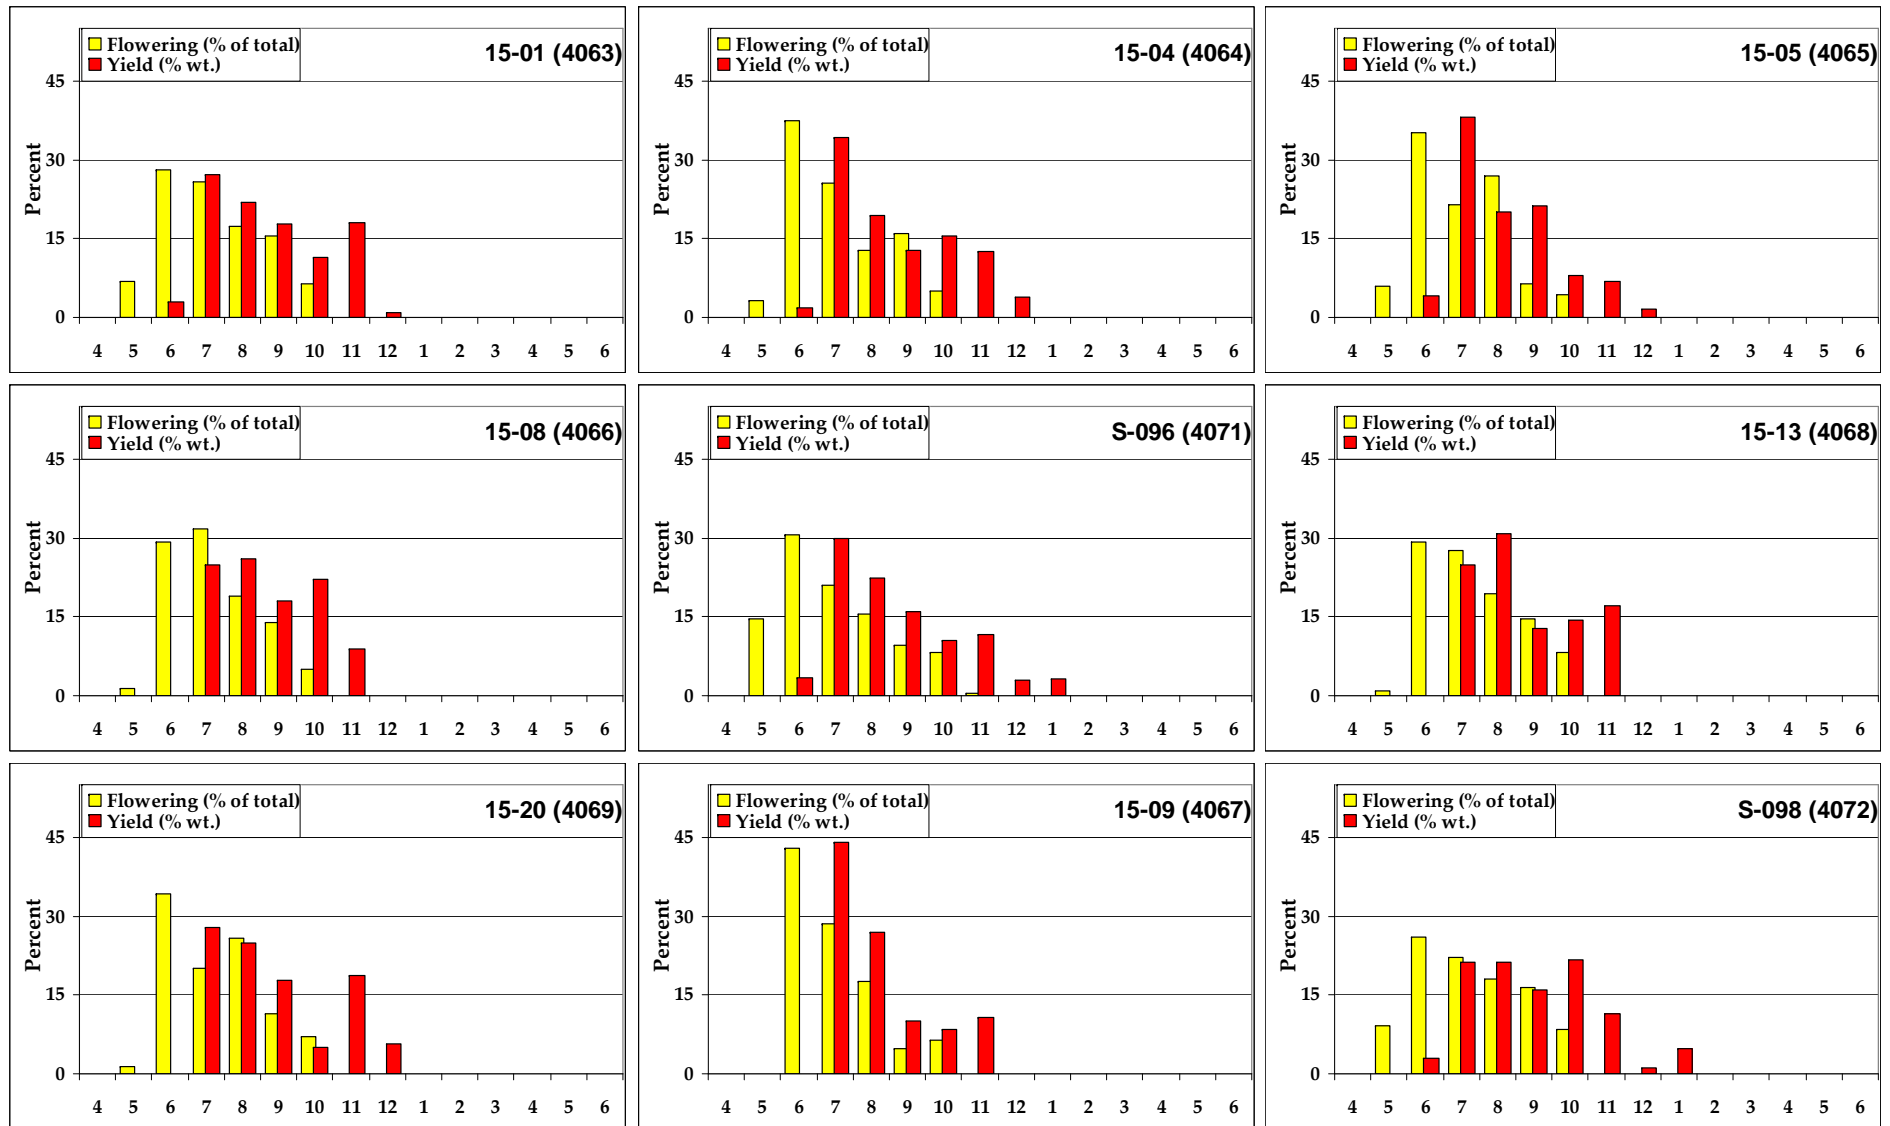 Flowering (% of total)
Yield (% wt.)
15-01 (4063)
Percent
45
30
15
0
4 5 6 7 8 9 10 11 12 1 2 3 4 5 6
Flowering (% of total)
Yield (% wt.)
15-04 (4064)
Percent
45
30
15
0
4 5 6 7 8 9 10 11 12 1 2 3 4 5 6
Flowering (% of total)
Yield (% wt.)
15-05 (4065)
Percent
45
30
15
0
4 5 6 7 8 9 10 11 12 1 2 3 4 5 6
Flowering (% of total)
Yield (% wt.)
15-08 (4066)
Percent
45
30
15
0
4 5 6 7 8 9 10 11 12 1 2 3 4 5 6
Flowering (% of total)
Yield (% wt.)
S-096 (4071)
Percent
45
30
15
0
4 5 6 7 8 9 10 11 12 1 2 3 4 5 6
Flowering (% of total)
Yield (% wt.)
15-13 (4068)
Percent
45
30
15
0
4 5 6 7 8 9 10 11 12 1 2 3 4 5 6
Flowering (% of total)
Yield (% wt.)
15-20 (4069)
Percent
45
30
15
0
4 5 6 7 8 9 10 11 12 1 2 3 4 5 6
Flowering (% of total)
Yield (% wt.)
15-09 (4067)
Percent
45
30
15
0
4 5 6 7 8 9 10 11 12 1 2 3 4 5 6
Flowering (% of total)
Yield (% wt.)
S-098 (4072)
Percent
45
30
15
0
4 5 6 7 8 9 10 11 12 1 2 3 4 5 6